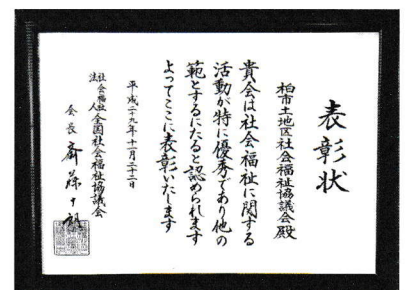 表彰状
柏市土地区社会福祉協議会殿
貴会は社会福祉に関する
活動が特に優秀であり他の
範とするにたると認められます
よってここに表彰いたします
平成二十九年十一月二十二日
社会福祉法人全国社会福祉協議会
会長 斎藤十朗